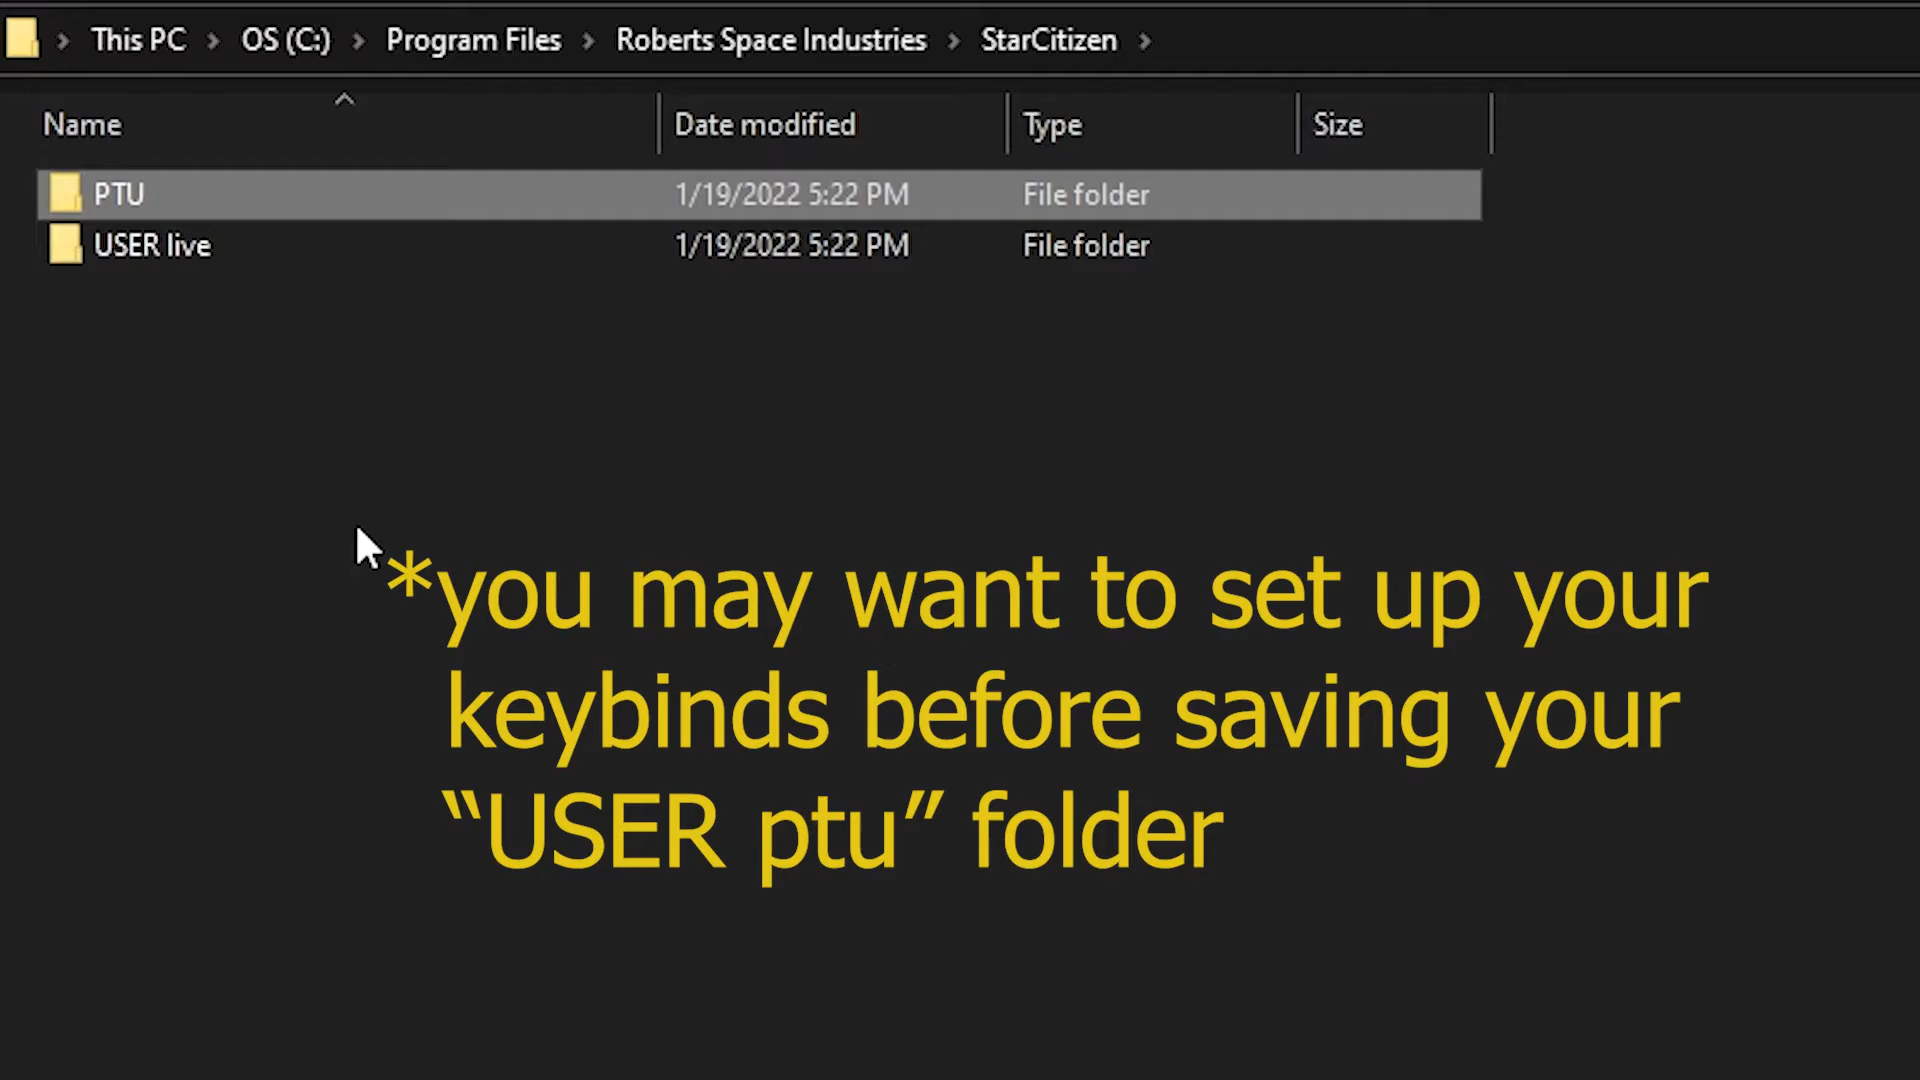 This PC > OS (C:) > Program Files > Roberts Space Industries > StarCitizen >
Name Date modified Type Size
PTU 1/19/2022 5:22 PM File folder
USER live 1/19/2022 5:22 PM File folder
*you may want to set up your
keybinds before saving your
“USER ptu” folder